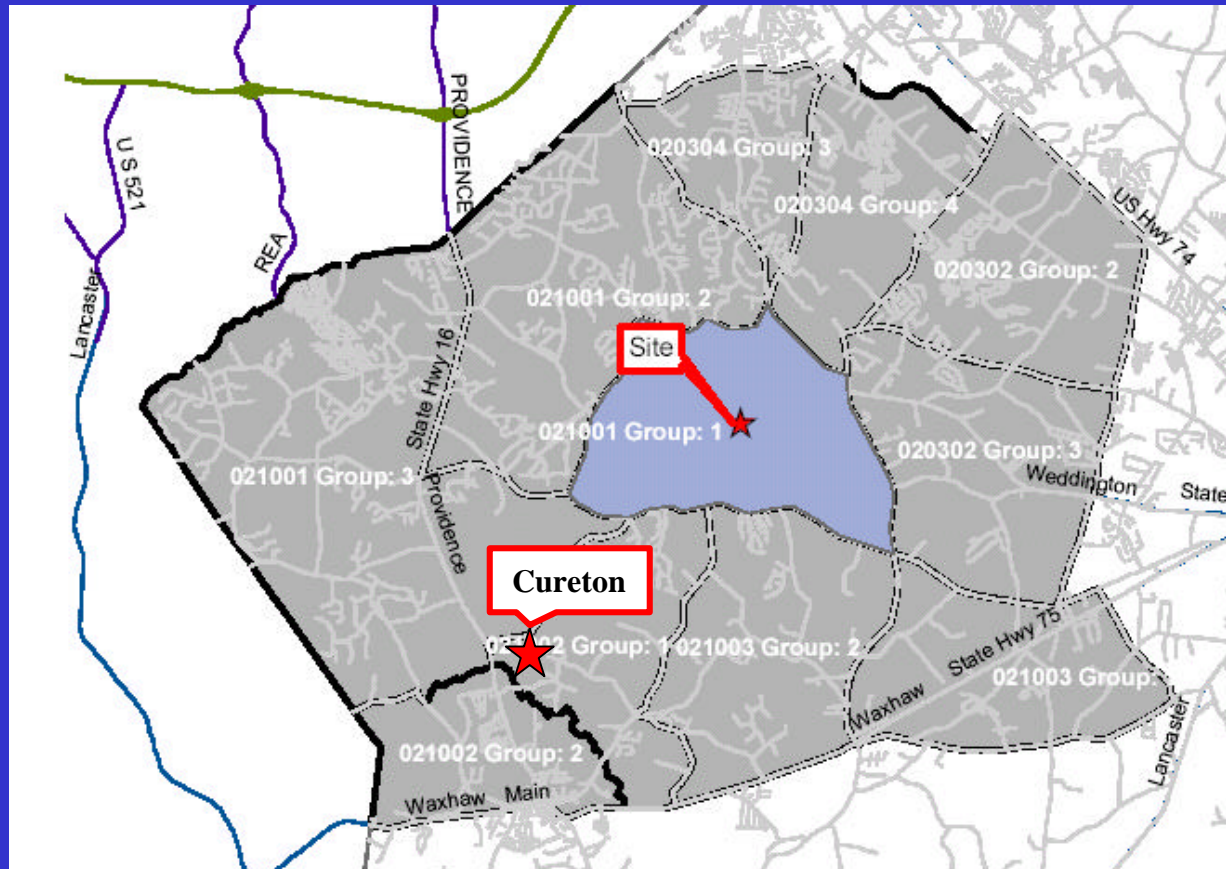 PROVIDENCE
U S 521
REA
Lancaster
020304 Group: 3
020304 Group: 4
US Hwy 74
020302 Group: 2
021001 Group: 2
Site
State Hwy 16
021001 Group: 1
020302 Group: 3
021001 Group: 3
Weddington State
Providence
Cureton
Group: 1
021003 Group: 2
State Hwy 75
Waxhaw
021003 Group:
Lancaster
021002 Group: 2
Waxhaw Main